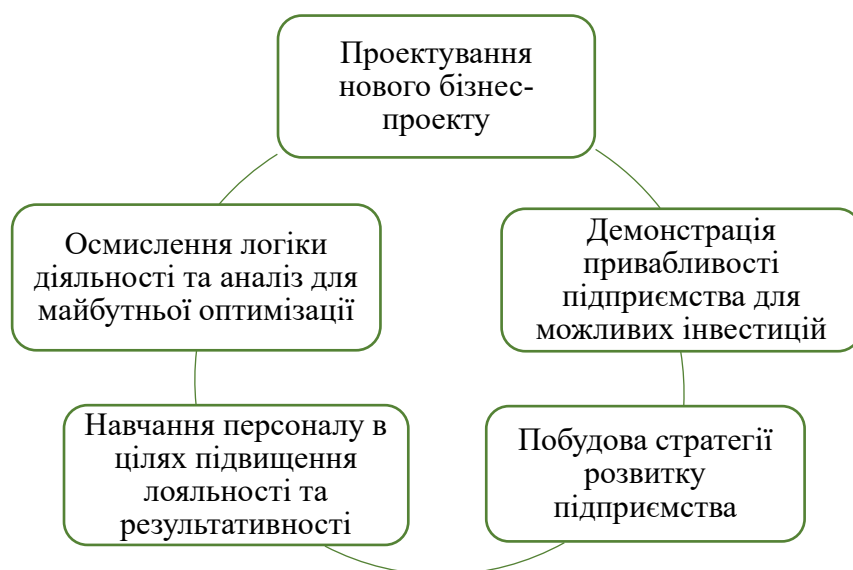 Проектування
нового бізнес-
проекту
Демонстрація
привабливості
підприємства для
можливих інвестицій
Побудова стратегії
розвитку
підприємства
Навчання персоналу в
цілях підвищення
лояльності та
результативності
Осмислення логіки
діяльності та аналіз для
майбутньої оптимізації